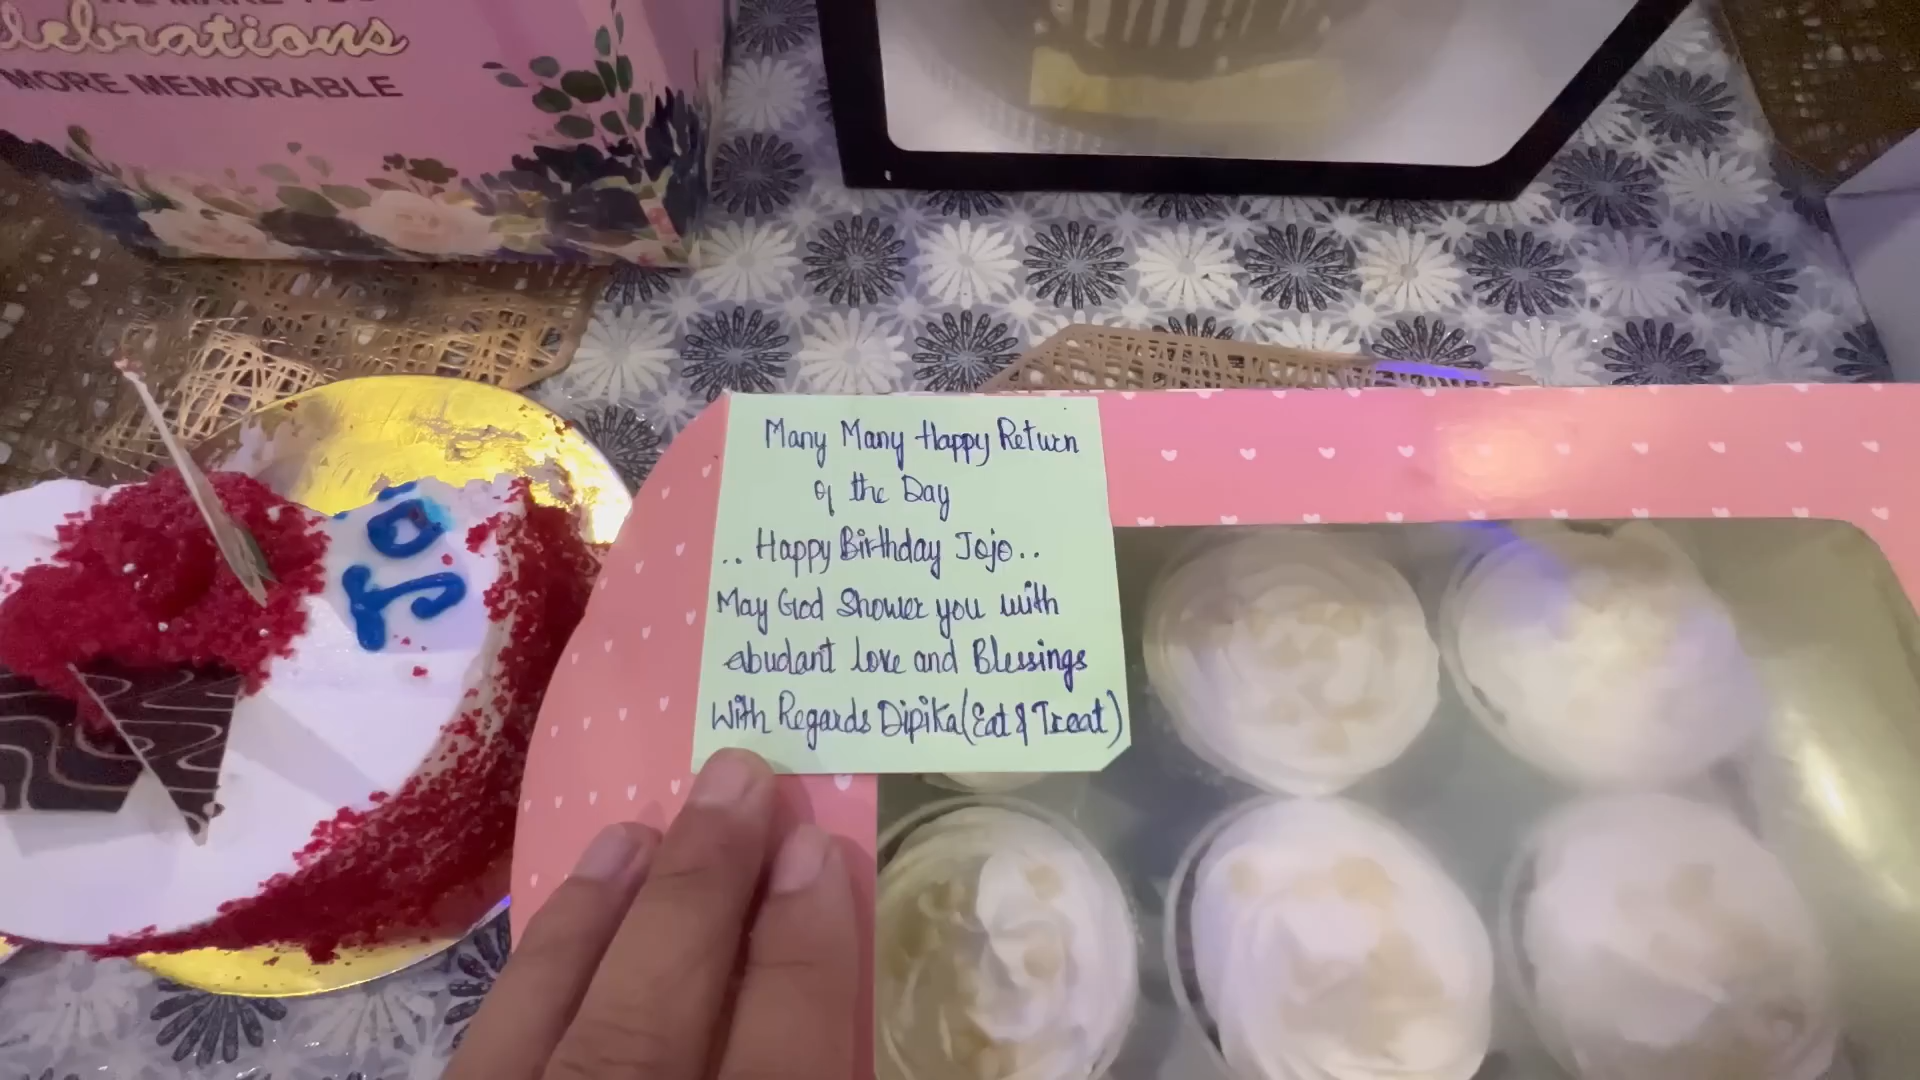 MORE MEMORABLE
Many Many Happy Return
of the Day
.. Happy Birthday Jojo..
May God Shower you with
abudant love and Blessings
With Regards Dipika(Eat & Treat)